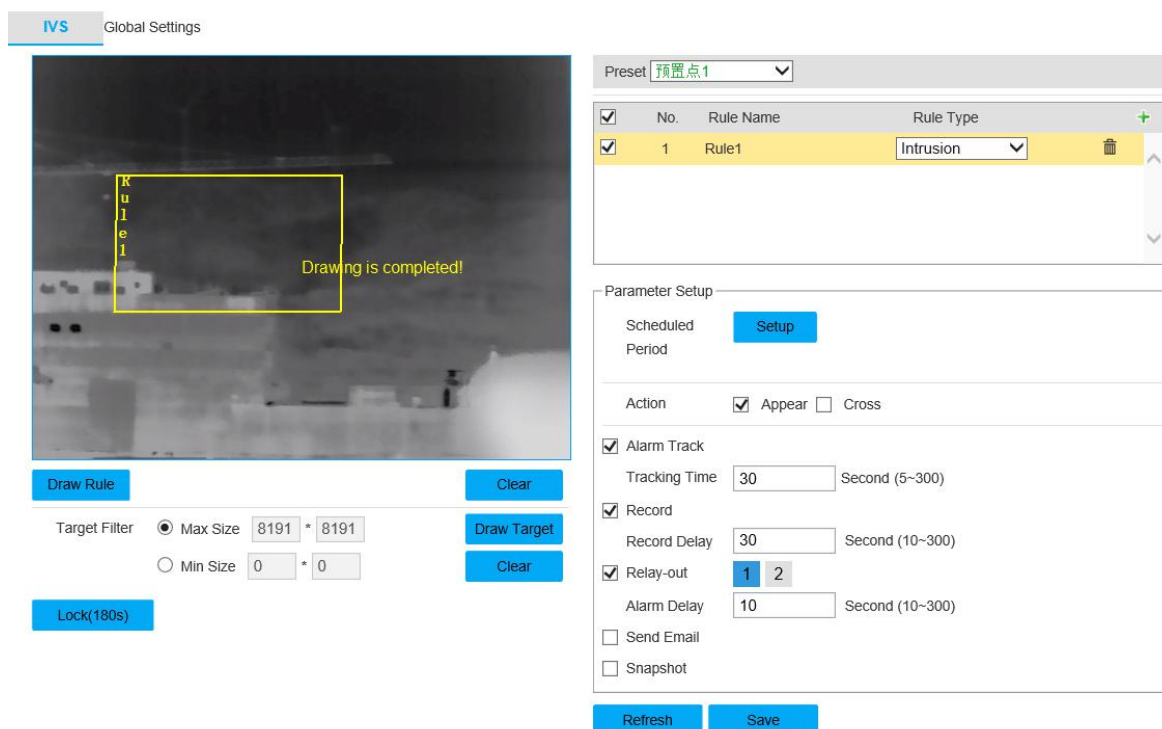 IVS Global Settings
Rule1
Drawing is completed!
Draw Rule
Clear
Target Filter Max Size 8191 * 8191
Draw Target
Min Size 0 * 0
Clear
Lock(180s)
Preset 预置点1
No. Rule Name Rule Type
1 Rule1 Intrusion
Parameter Setup
Scheduled
Period
Setup
Action Appear Cross
Alarm Track
Tracking Time 30 Second (5~300)
Record
Record Delay 30 Second (10~300)
Relay-out 1 2
Alarm Delay 10 Second (10~300)
Send Email
Snapshot
Refresh Save